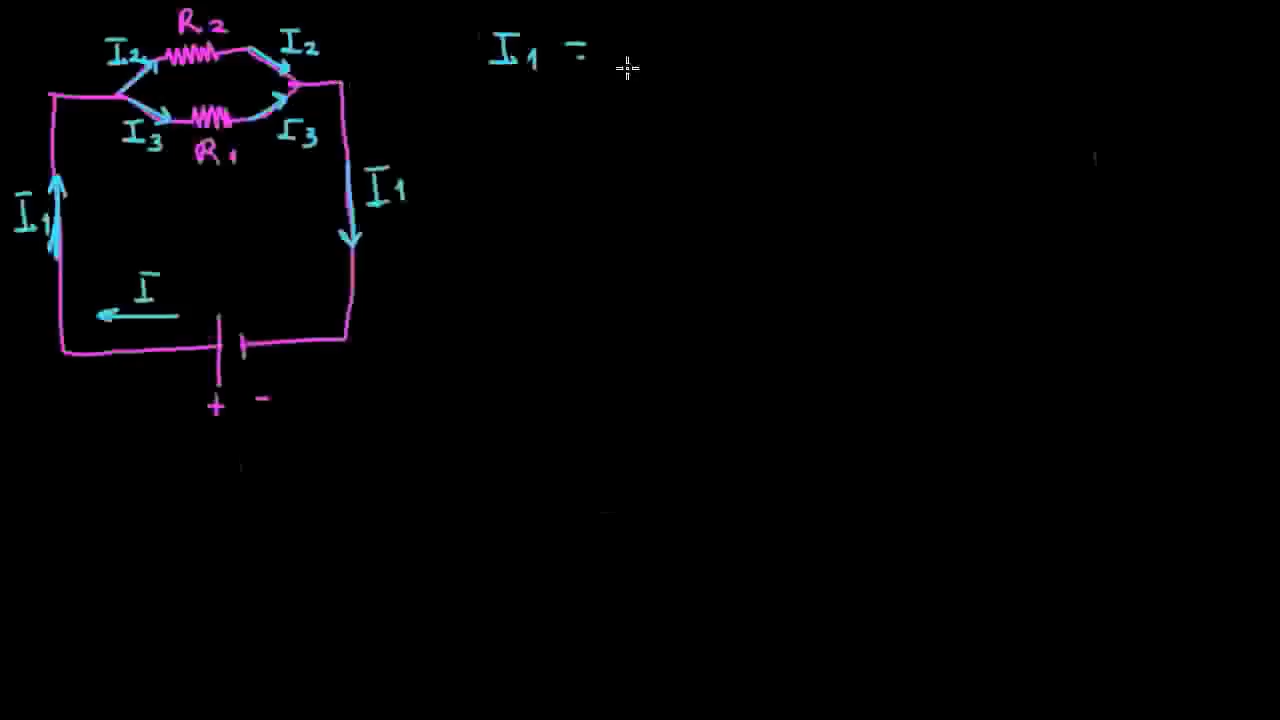 R2
I2
I2
I1 =
I3
I3
R1
I1
I1
I
+ -